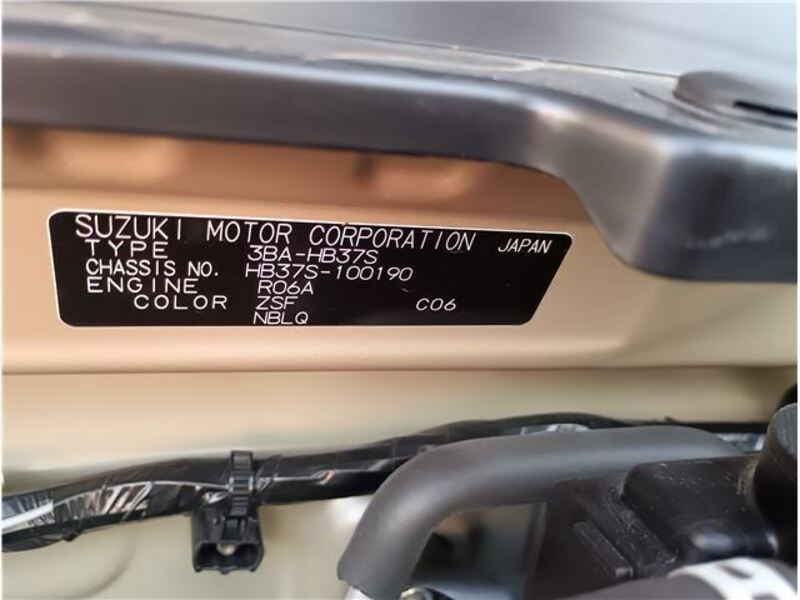 SUZUKI MOTOR CORPORATION JAPAN
TYPE 3BA-HB37S
CHASSIS NO. HB37S-100190
ENGINE R06A
COLOR ZSF C06
NBLQ